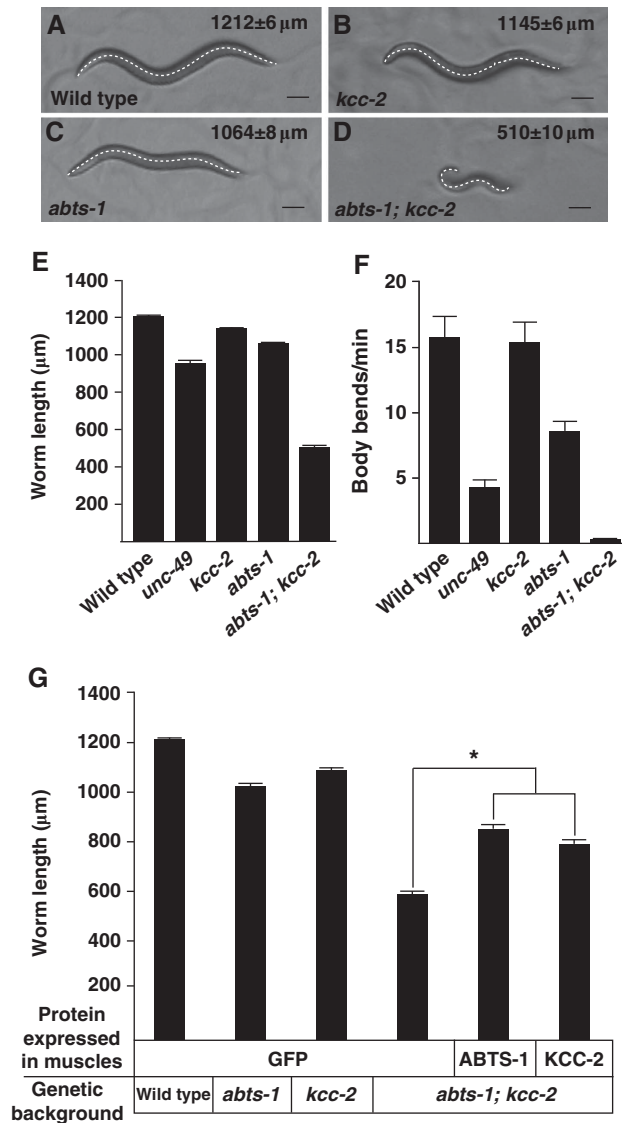 A 1212±6 μm
Wild type
B 1145±6 μm
kcc-2
C 1064±8 μm
abts-1
D 510±10 μm
abts-1; kcc-2
E
Worm length (μm)
1400
1200
1000
800
600
400
200
Wild type
unc-49
kcc-2
abts-1
abts-1; kcc-2
F
Body bends/min
20
15
10
5
Wild type
unc-49
kcc-2
abts-1
abts-1; kcc-2
G
Worm length (μm)
1400
1200
1000
800
600
400
200
*
Protein
expressed
in muscles
GFP ABTS-1 KCC-2
Genetic
background
Wild type abts-1 kcc-2 abts-1; kcc-2